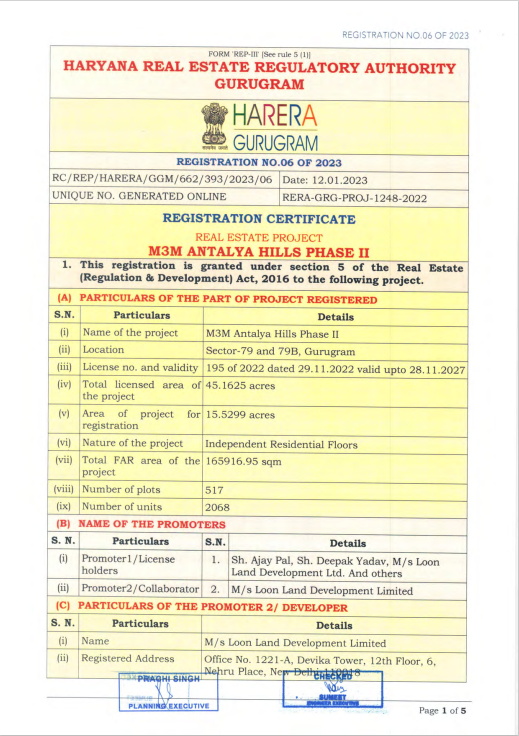 REGISTRATION NO.06 OF 2023
FORM 'REP-III' [See rule 5 (1)]
HARYANA REAL ESTATE REGULATORY AUTHORITY
GURUGRAM
HARERA
GURUGRAM
REGISTRATION NO.06 OF 2023
RC/REP/HARERA/GGM/662/393/2023/06 Date: 12.01.2023
UNIQUE NO. GENERATED ONLINE RERA-GRG-PROJ-1248-2022
REGISTRATION CERTIFICATE
REAL ESTATE PROJECT
M3M ANTALYA HILLS PHASE II
1. This registration is granted under section 5 of the Real Estate
(Regulation & Development) Act, 2016 to the following project.
(A) PARTICULARS OF THE PART OF PROJECT REGISTERED
S.N. Particulars Details
(i) Name of the project M3M Antalya Hills Phase II
(ii) Location Sector-79 and 79B, Gurugram
(iii) License no. and validity 195 of 2022 dated 29.11.2022 valid upto 28.11.2027
(iv) Total licensed area of 45.1625 acres
the project
(v) Area of project for 15.5299 acres
registration
(vi) Nature of the project Independent Residential Floors
(vii) Total FAR area of the 165916.95 sqm
project
(viii) Number of plots 517
(ix) Number of units 2068
(B) NAME OF THE PROMOTERS
S. N. Particulars S.N. Details
(i) Promoter1/License 1. Sh. Ajay Pal, Sh. Deepak Yadav, M/s Loon
holders Land Development Ltd. And others
(ii) Promoter2/Collaborator 2. M/s Loon Land Development Limited
(C) PARTICULARS OF THE PROMOTER 2/ DEVELOPER
S. N. Particulars Details
(i) Name M/s Loon Land Development Limited
(ii) Registered Address Office No. 1221-A, Devika Tower, 12th Floor, 6,
Nehru Place, New Delhi-110018
PRACHI SINGH CHECKED
SUMEET
PLANNING EXECUTIVE ENGINEER EXECUTIVE
Page 1 of 5